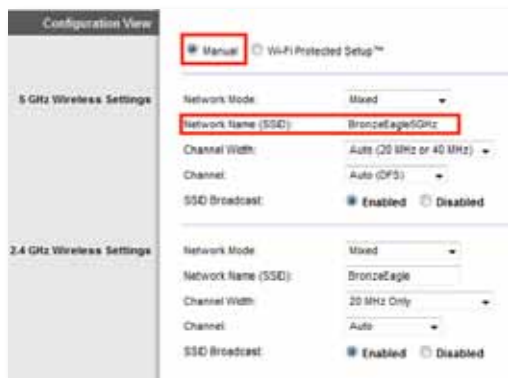 Configuration View
Manual Wi-Fi Protected Setup™
5 GHz Wireless Settings
Network Mode: Mixed
Network Name (SSID): BronzeEagle5GHz
Channel Width: Auto (20 MHz or 40 MHz)
Channel: Auto (DFS)
SSID Broadcast: Enabled Disabled
2.4 GHz Wireless Settings
Network Mode: Mixed
Network Name (SSID): BronzeEagle
Channel Width: 20 MHz Only
Channel: Auto
SSID Broadcast: Enabled Disabled